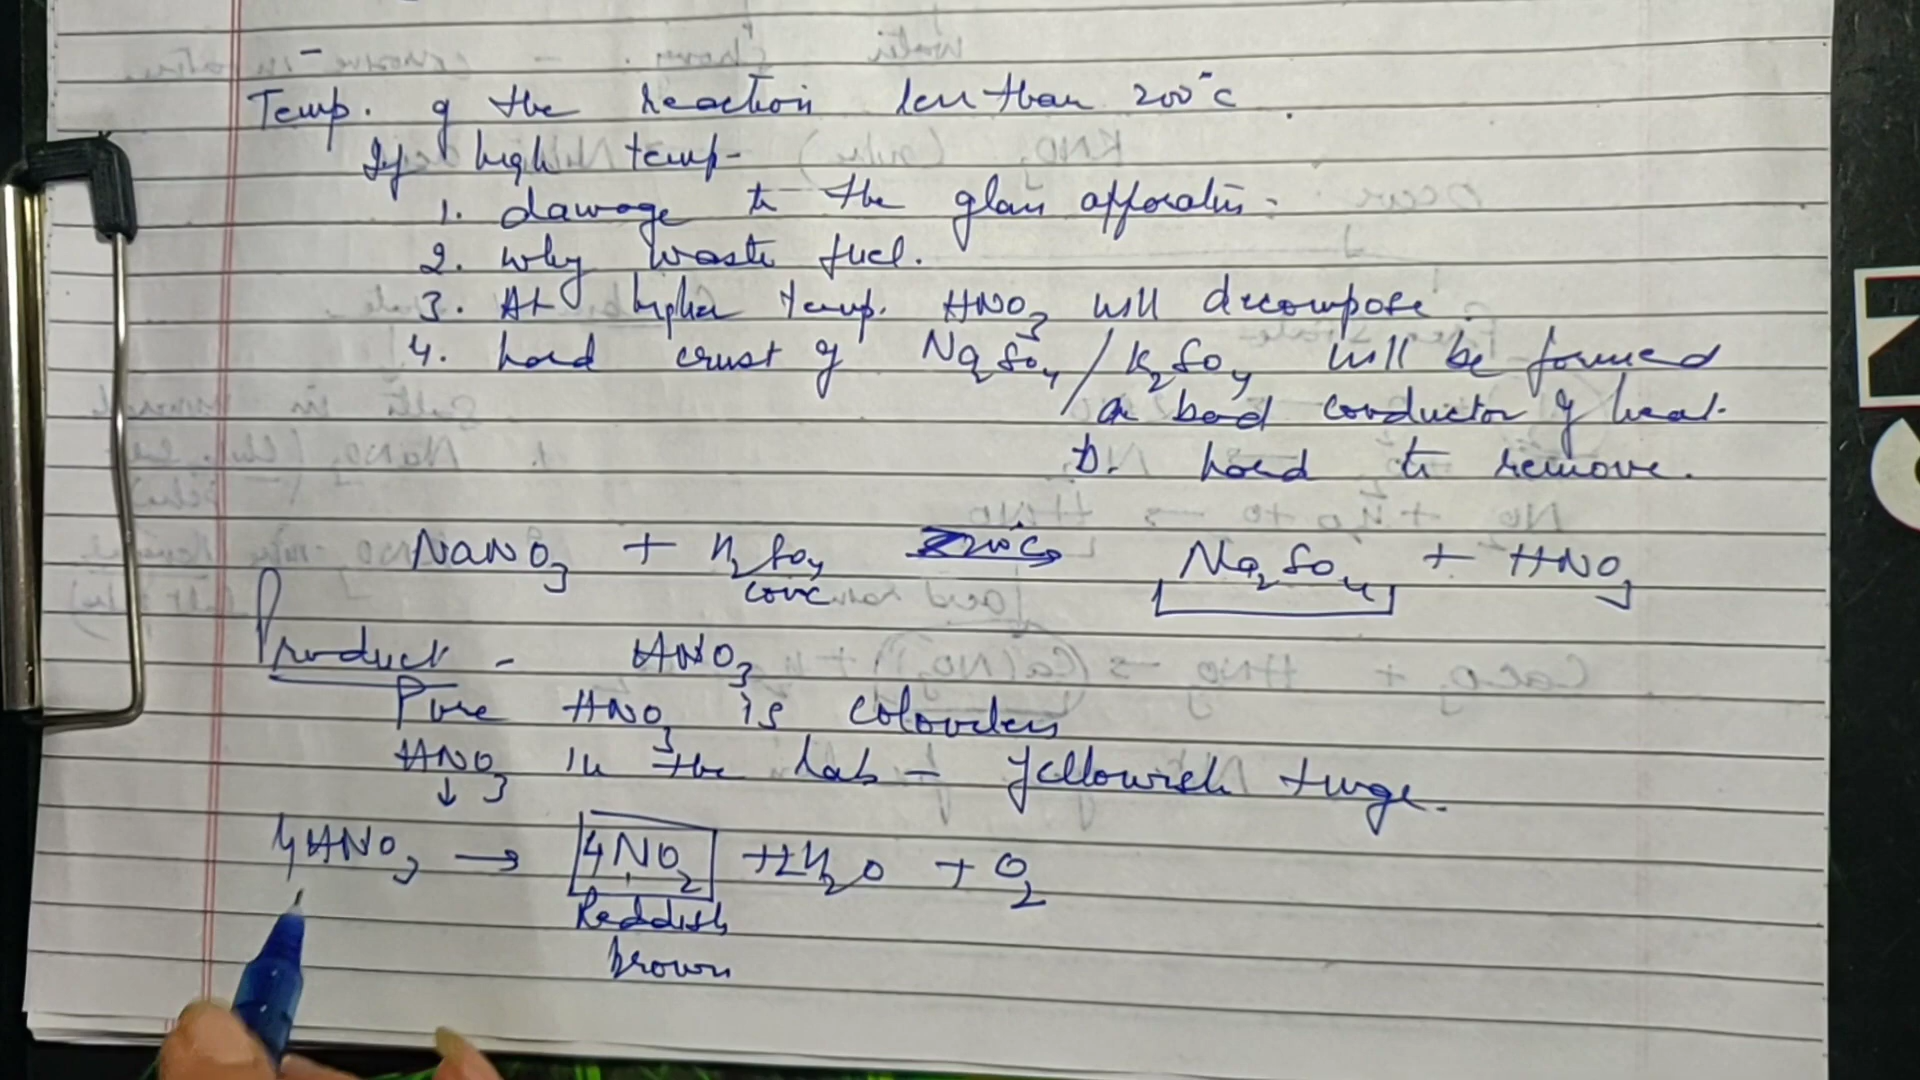 Temp. of the reaction less than 200°C.
If high temp-
1. damage to the glass apparatus.
2. why waste fuel.
3. At higher temp. HNO3 will decompose.
4. hard crust of Na2SO4 / K2SO4 will be formed
a bad conductor of heat.
b. hard to remove.
NaNO3 + H2SO4 >200°C → Na2SO4 + HNO3
conc
Product - HNO3
Pure HNO3 is colourless
HNO3 in the lab - yellowish tinge.
↓
4HNO3 → 4NO2 + 2H2O + O2
Reddish
brown